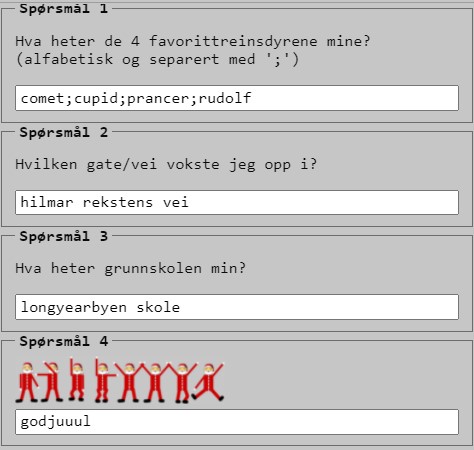 Spørsmål 1
Hva heter de 4 favorittreinsdyrene mine?
(alfabetisk og separert med ';')
comet;cupid;prancer;rudolf
Spørsmål 2
Hvilken gate/vei vokste jeg opp i?
hilmar rekstens vei
Spørsmål 3
Hva heter grunnskolen min?
longyearbyen skole
Spørsmål 4
godjuuul